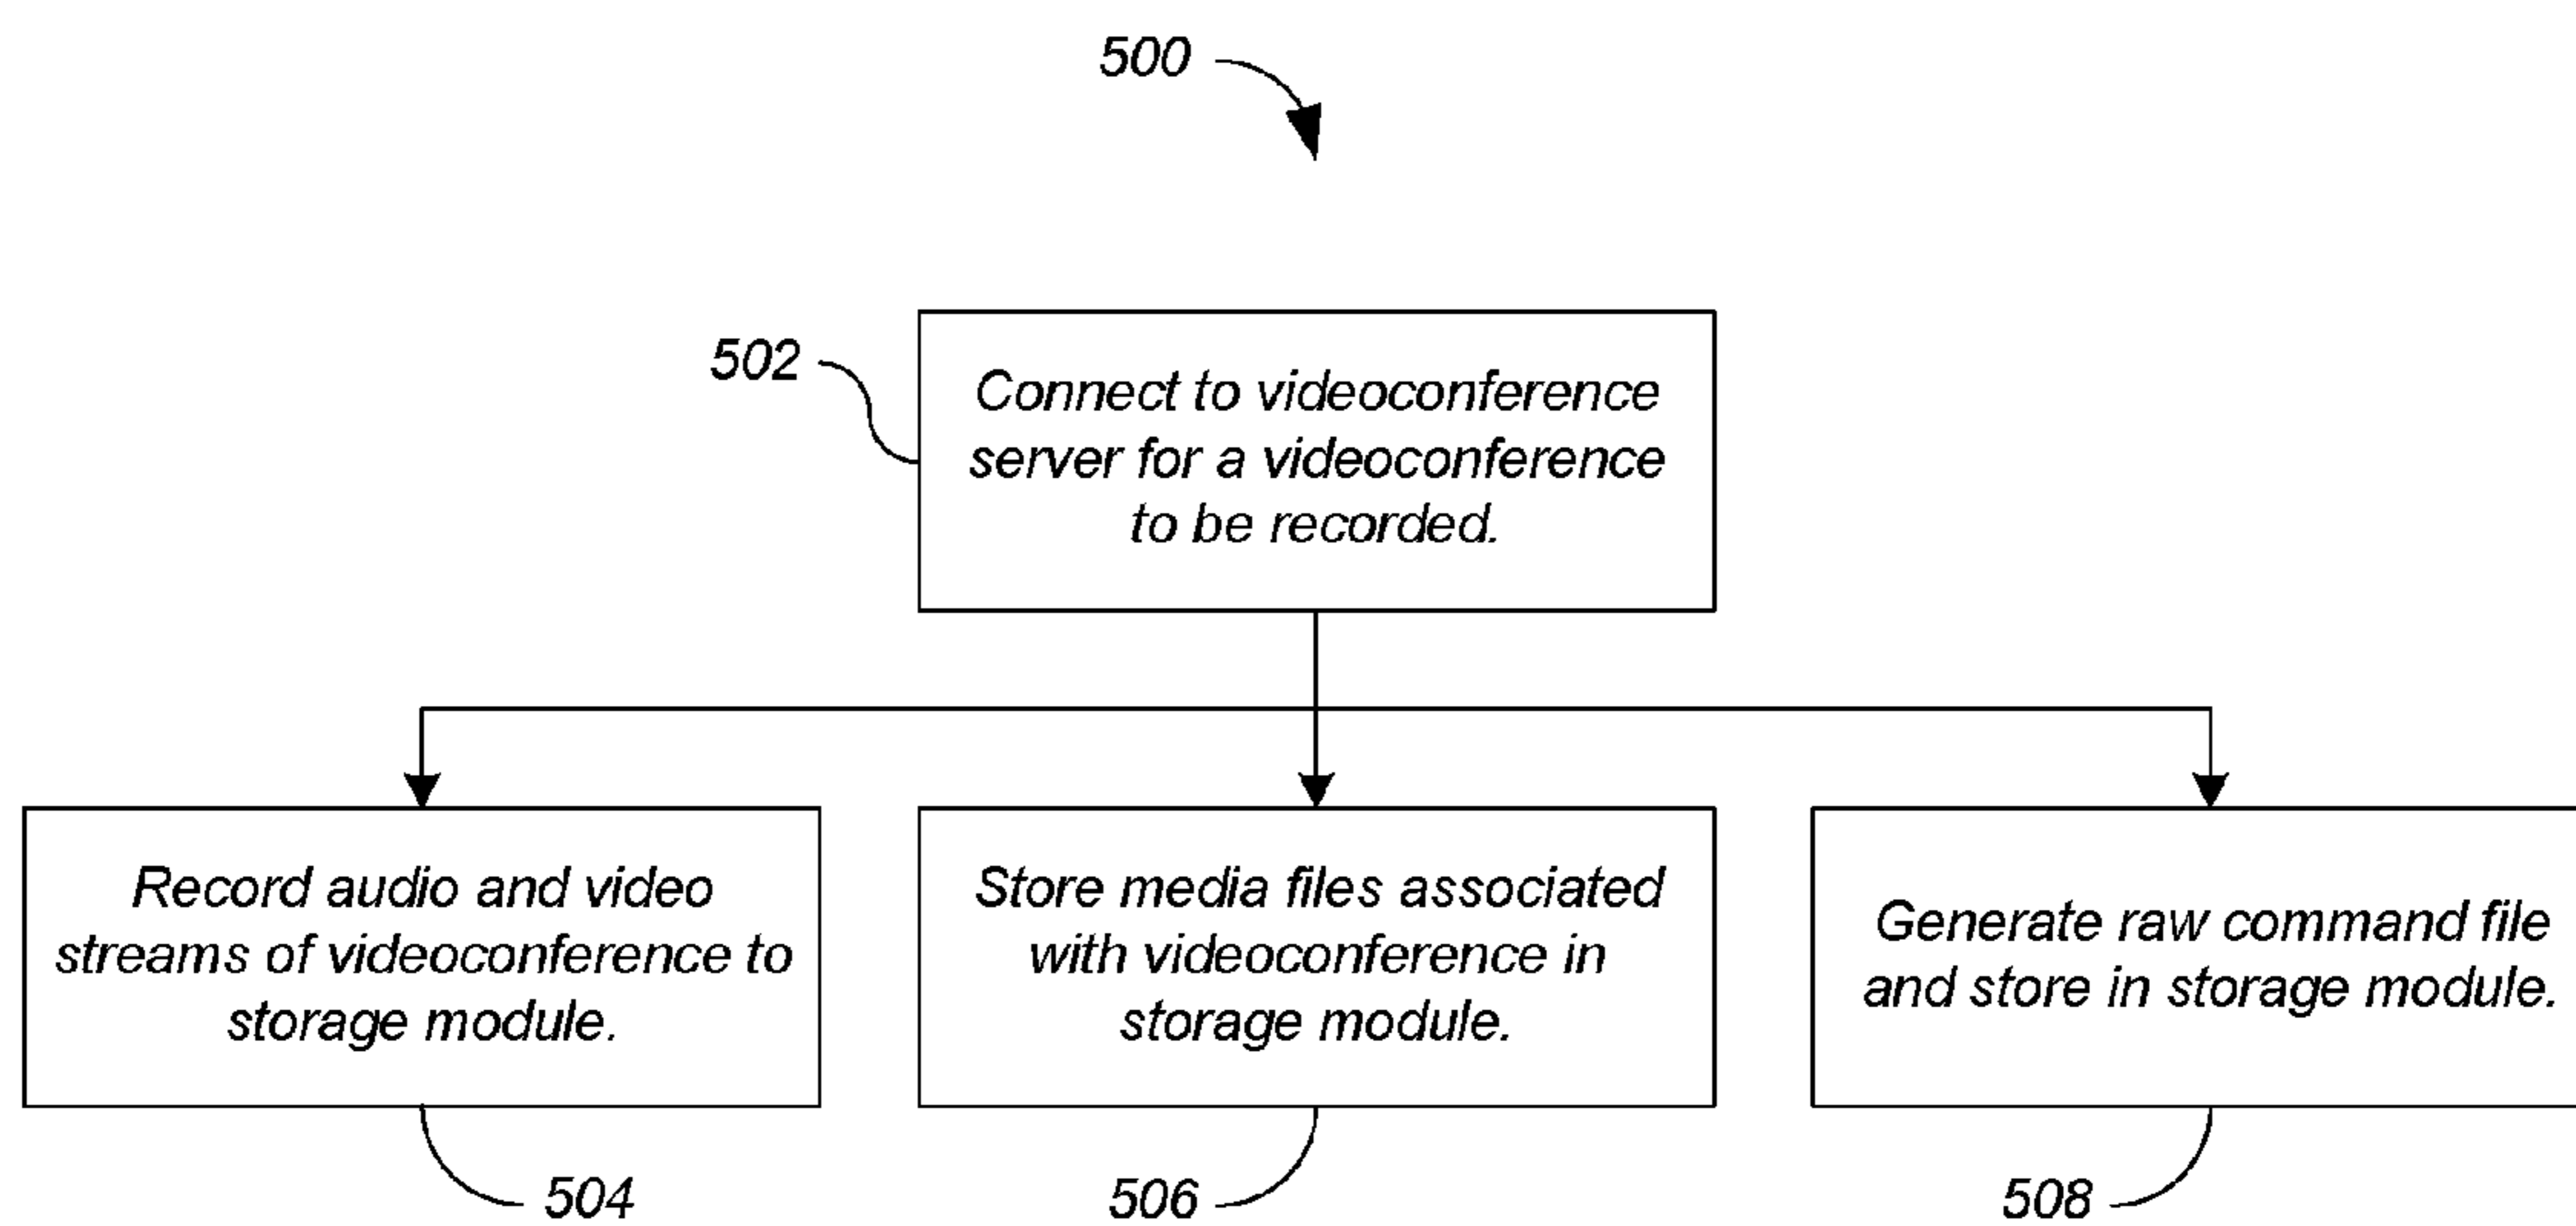 500
502
Connect to videoconference
server for a videoconference
to be recorded.
Record audio and video
streams of videoconference to
storage module.
Store media files associated
with videoconference in
storage module.
Generate raw command file
and store in storage module.
504
506
508